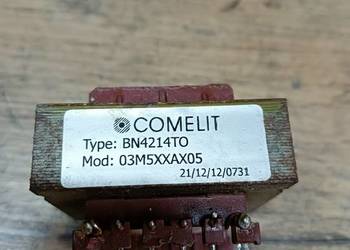 COMELIT
Type: BN4214TO
Mod: 03M5XXAX05
21/12/12/0731